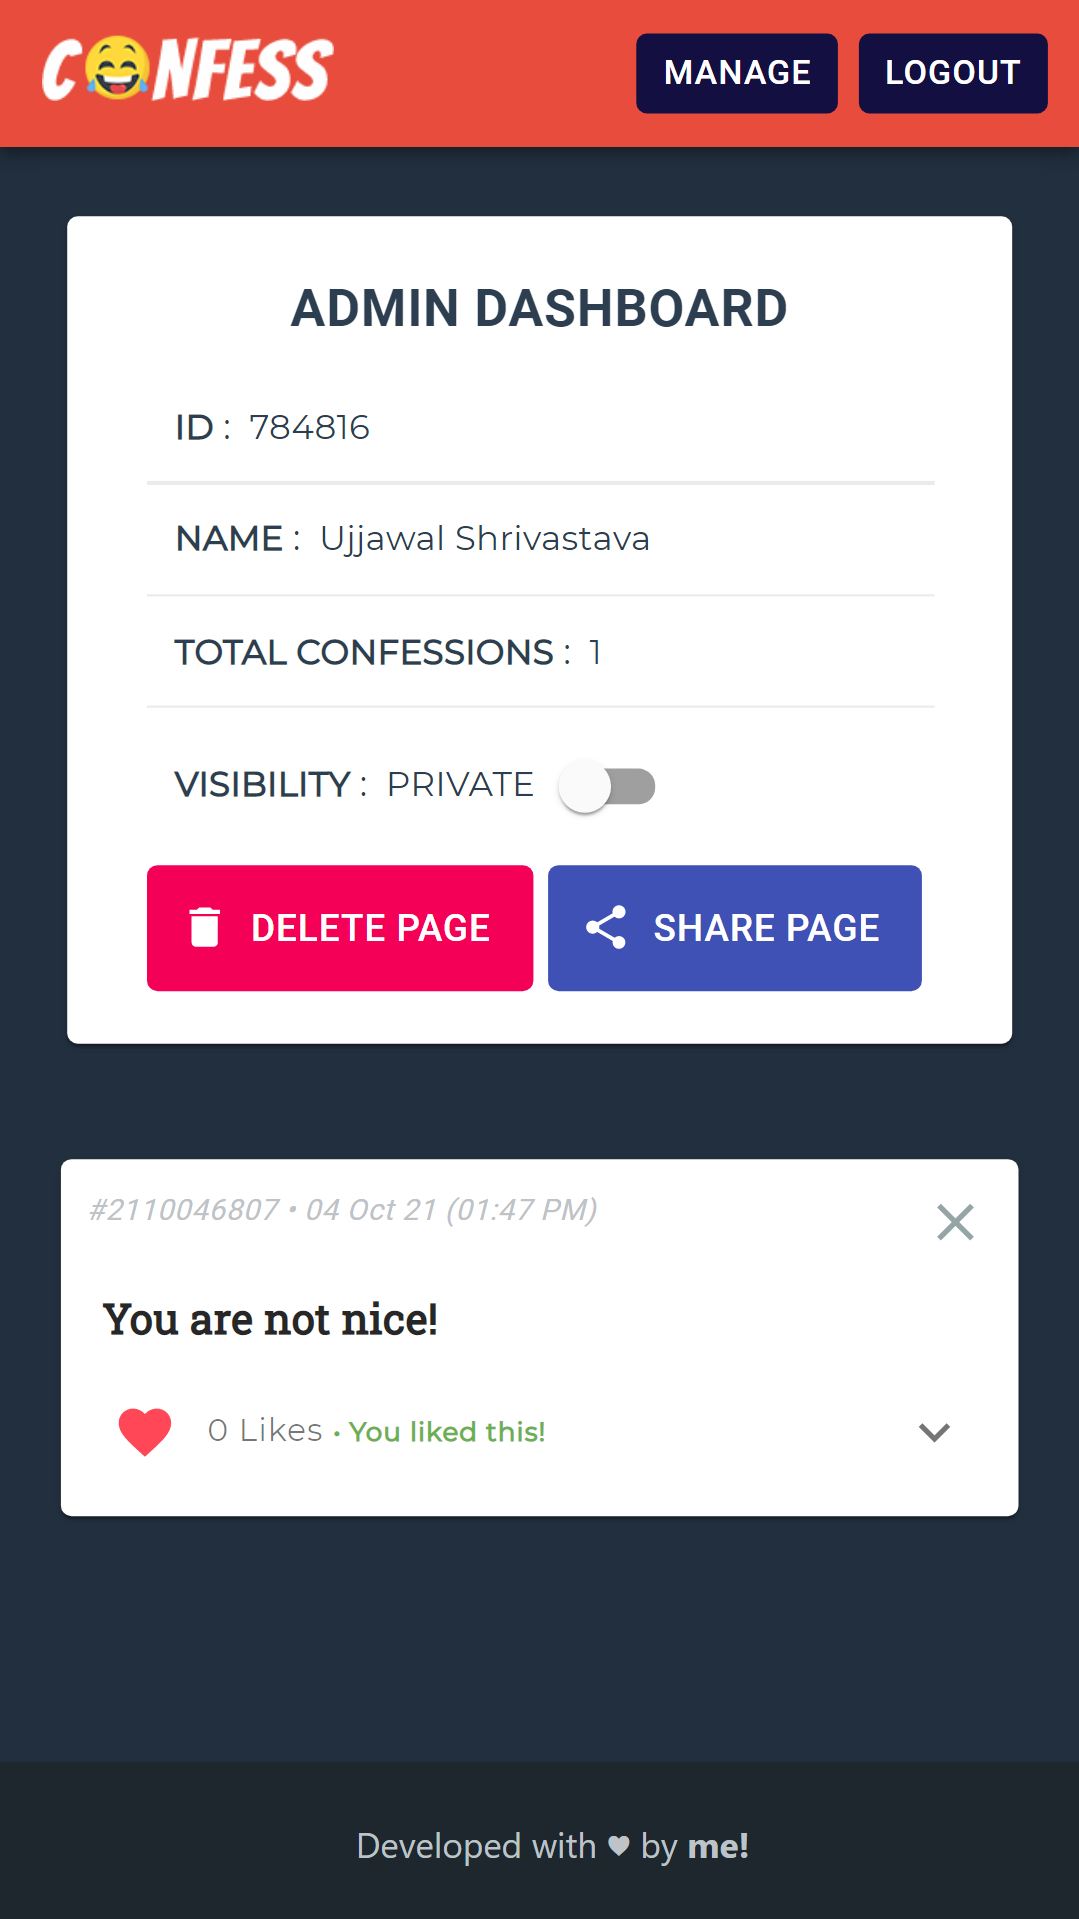 C😂NFESS
MANAGE LOGOUT
ADMIN DASHBOARD
ID : 784816
NAME : Ujjawal Shrivastava
TOTAL CONFESSIONS : 1
VISIBILITY : PRIVATE
DELETE PAGE SHARE PAGE
#2110046807 • 04 Oct 21 (01:47 PM)
You are not nice!
0 Likes • You liked this!
Developed with ♥ by me!